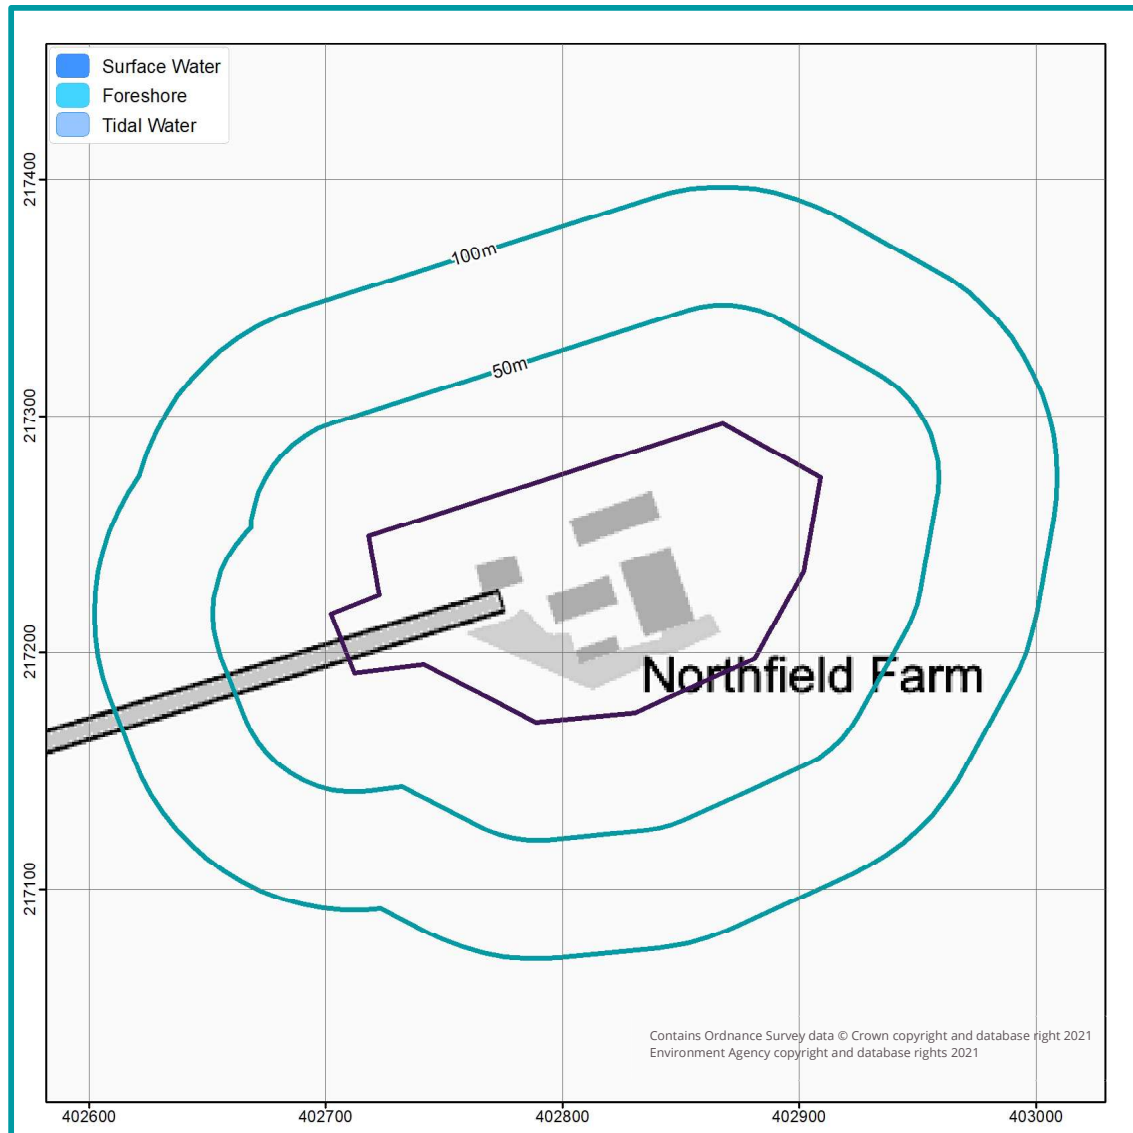 Surface Water
Foreshore
Tidal Water
217400
100m
50m
217300
217200
Northfield Farm
217100
Contains Ordnance Survey data © Crown copyright and database right 2021
Environment Agency copyright and database rights 2021
402600
402700
402800
402900
403000